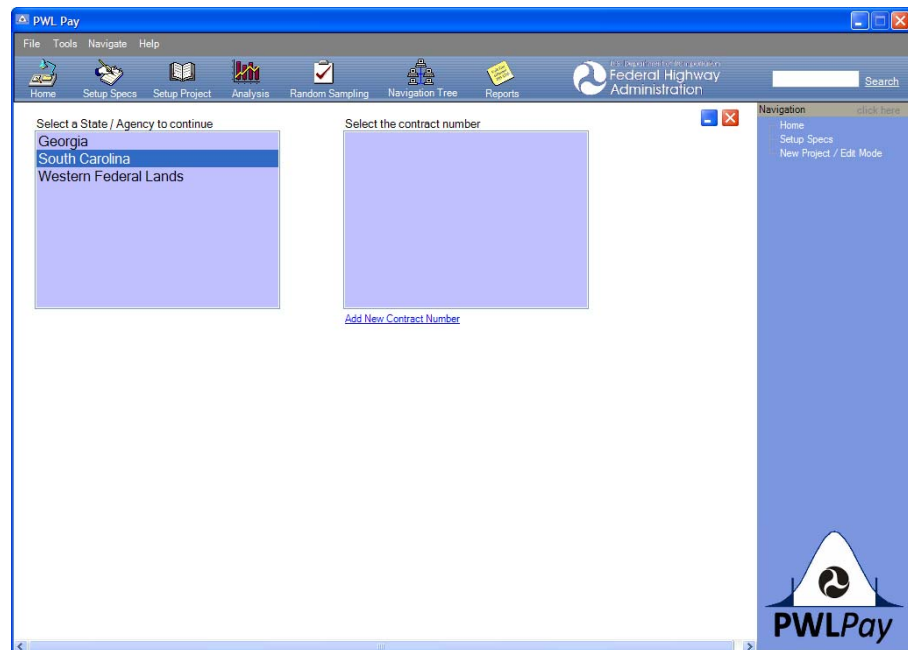 PWL Pay
File Tools Navigate Help
Home Setup Specs Setup Project Analysis Random Sampling Navigation Tree Reports
Federal Highway
Administration
Search
Select a State / Agency to continue
Georgia
South Carolina
Western Federal Lands
Select the contract number
Add New Contract Number
Navigation click here
Home
Setup Specs
New Project / Edit Mode
PWLPay